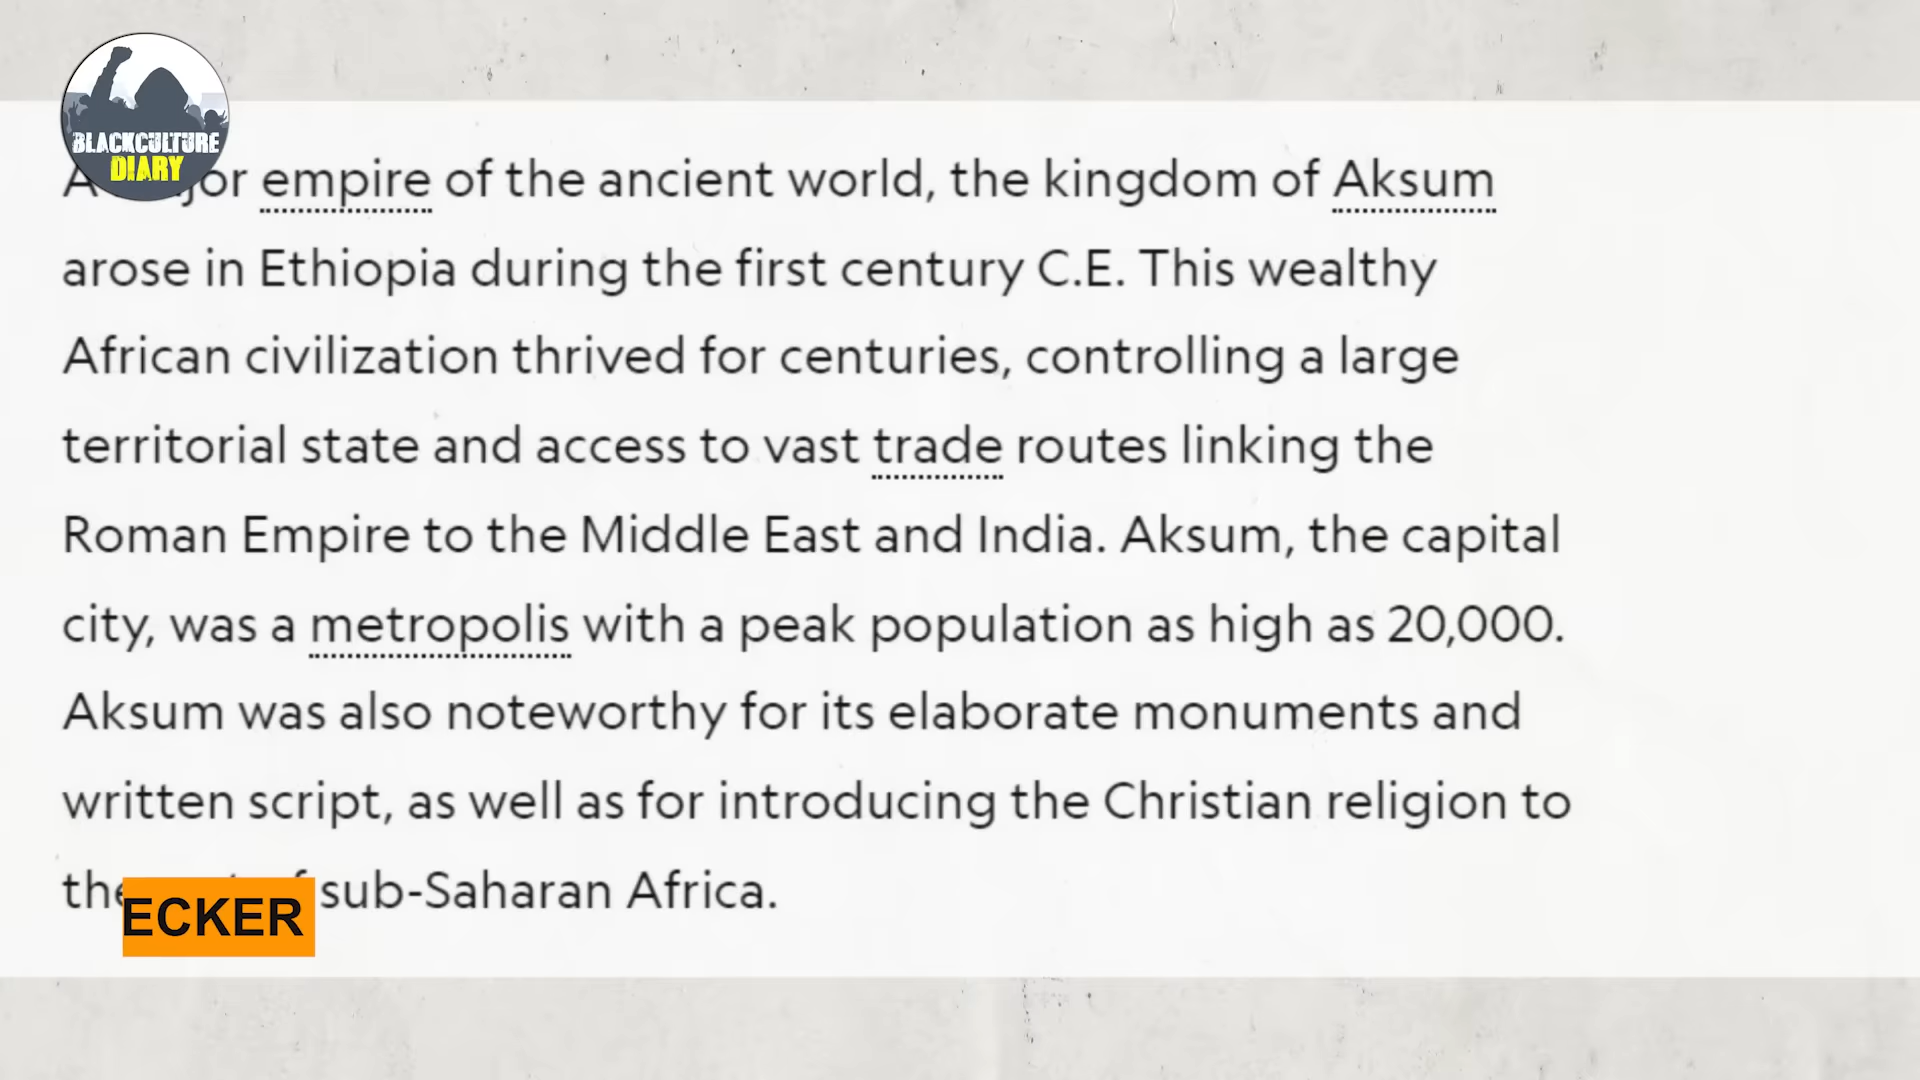 BLACKCULTURE
DIARY
empire of the ancient world, the kingdom of Aksum
arose in Ethiopia during the first century C.E. This wealthy
African civilization thrived for centuries, controlling a large
territorial state and access to vast trade routes linking the
Roman Empire to the Middle East and India. Aksum, the capital
city, was a metropolis with a peak population as high as 20,000.
Aksum was also noteworthy for its elaborate monuments and
written script, as well as for introducing the Christian religion to
sub-Saharan Africa.
ECKER